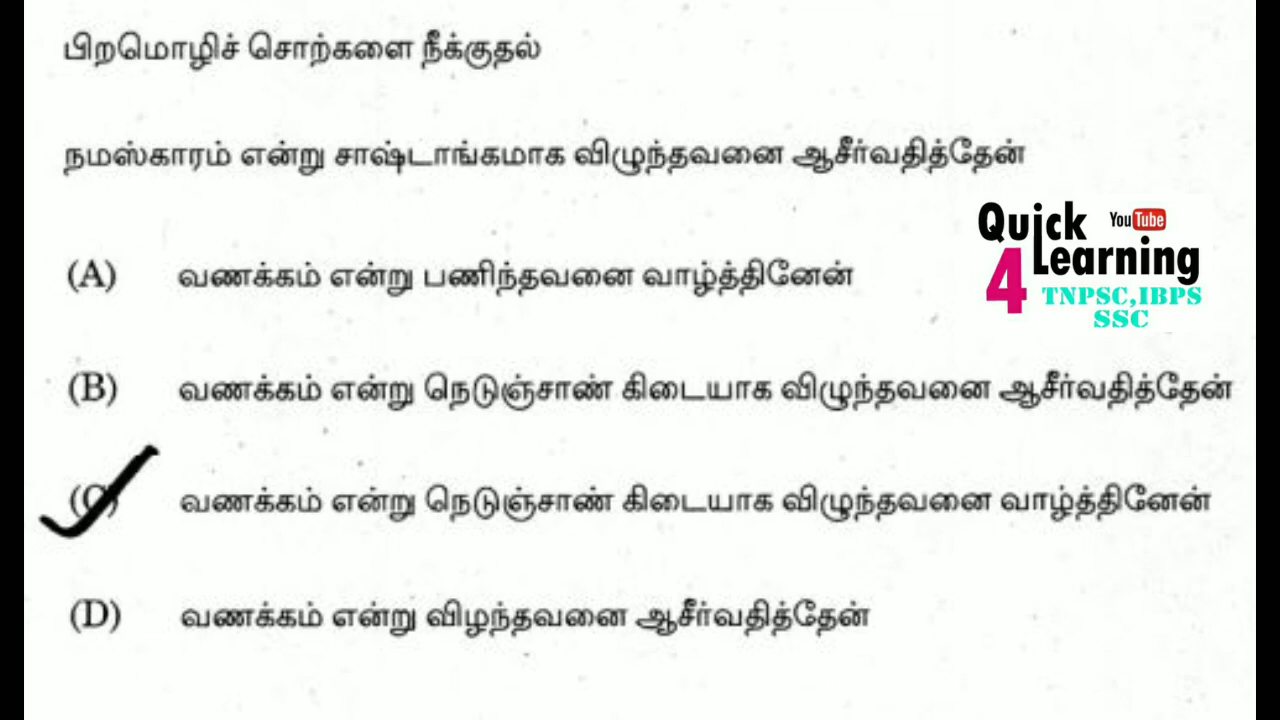 பிறமொழிச் சொற்களை நீக்குதல்
நமஸ்காரம் என்று சாஷ்டாங்கமாக விழுந்தவனை ஆசீர்வதித்தேன்
Quick YouTube
4 Learning
TNPSC,IBPS
SSC
(A) வணக்கம் என்று பணிந்தவனை வாழ்த்தினேன்
(B) வணக்கம் என்று நெடுஞ்சாண் கிடையாக விழுந்தவனை ஆசீர்வதித்தேன்
(C) வணக்கம் என்று நெடுஞ்சாண் கிடையாக விழுந்தவனை வாழ்த்தினேன்
(D) வணக்கம் என்று விழந்தவனை ஆசீர்வதித்தேன்